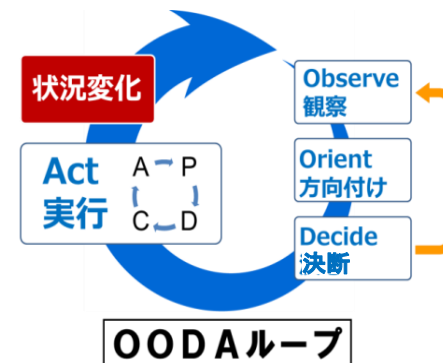 状況変化
Observe
観察
Orient
方向付け
Decide
決断
Act
実行
A P
C D
OODAループ